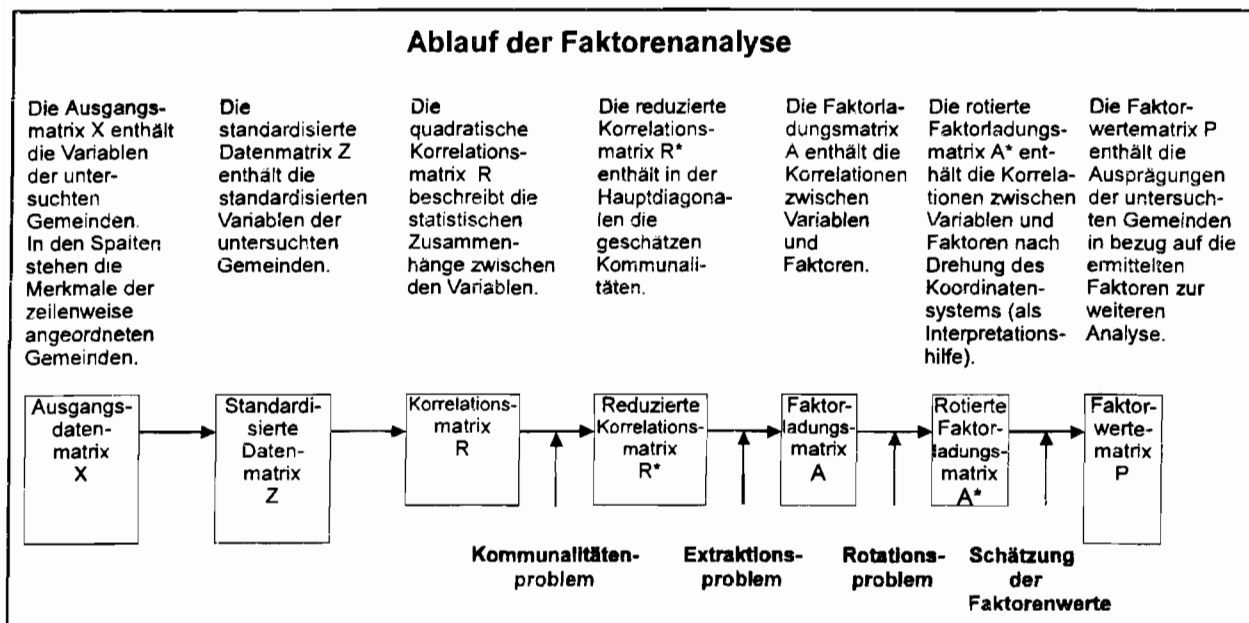 Ablauf der Faktorenanalyse
Die Ausgangs-
matrix X enthält
die Variablen
der unter-
suchten
Gemeinden.
In den Spalten
stehen die
Merkmale der
zeilenweise
angeordneten
Gemeinden.
Die
standardisierte
Datenmatrix Z
enthält die
standardisierten
Variablen der
untersuchten
Gemeinden.
Die
quadratische
Korrelations-
matrix R
beschreibt die
statistischen
Zusammen-
hänge zwischen
den Variablen.
Die reduzierte
Korrelations-
matrix R*
enthält in der
Hauptdiagona-
len die
geschätzen
Kommunali-
täten.
Die Faktorla-
dungsmatrix
A enthält die
Korrelationen
zwischen
Variablen
und
Faktoren.
Die rotierte
Faktorladungs-
matrix A* ent-
hält die Korrela-
tionen zwischen
Variablen und
Faktoren nach
Drehung des
Koordinaten-
systems (als
Interpretations-
hilfe).
Die Faktor-
wertematrix P
enthält die
Ausprägungen
der untersuch-
ten Gemeinden
in bezug auf die
ermittelten
Faktoren zur
weiteren
Analyse.
Ausgangs-
daten-
matrix
X
Standardi-
sierte
Daten-
matrix
Z
Korrelations-
matrix
R
Reduzierte
Korrelations-
matrix
R*
Faktor-
ladungs-
matrix
A
Rotierte
Faktor-
ladungs-
matrix
A*
Faktor-
werte-
matrix
P
Kommunalitäten-
problem
Extraktions-
problem
Rotations-
problem
Schätzung
der
Faktorenwerte